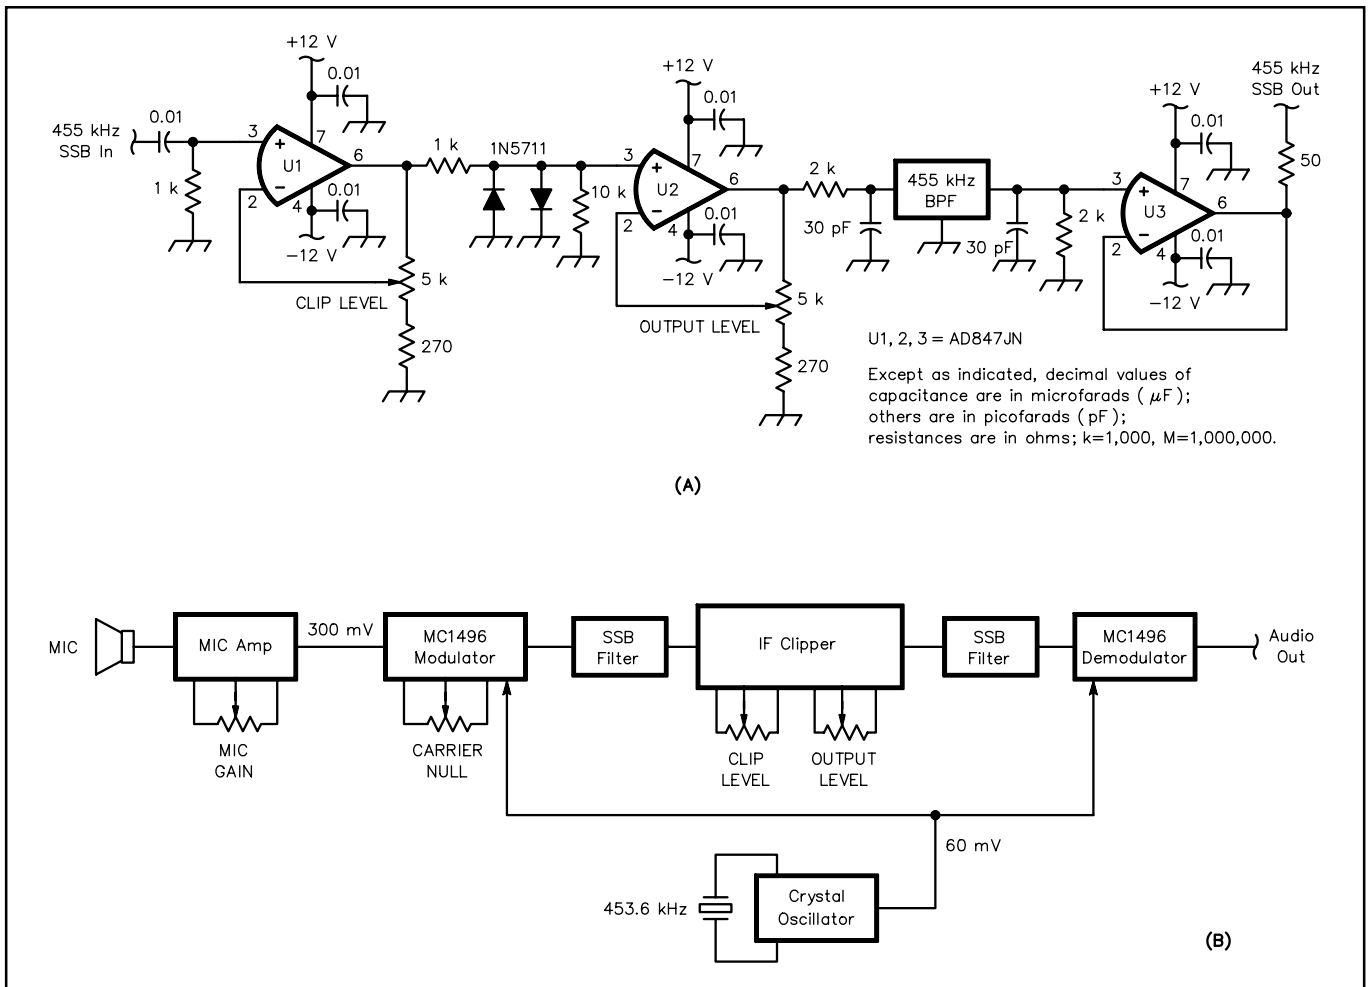 +12 V
0.01
455 kHz
SSB In
0.01
3
+
7
U1
6
1 k
−
2
4
0.01
−12 V
5 k
CLIP LEVEL
270
1 k
1N5711
10 k
+12 V
0.01
3
+
7
U2
6
−
2
4
0.01
−12 V
5 k
OUTPUT LEVEL
270
2 k
30 pF
455 kHz
BPF
30 pF
2 k
+12 V
0.01
3
+
7
U3
6
−
2
4
0.01
−12 V
455 kHz
SSB Out
50
U1, 2, 3 = AD847JN
Except as indicated, decimal values of
capacitance are in microfarads ( µF);
others are in picofarads (pF);
resistances are in ohms; k=1,000, M=1,000,000.
(A)
MIC
MIC Amp
MIC
GAIN
300 mV
MC1496
Modulator
CARRIER
NULL
SSB
Filter
IF Clipper
CLIP
LEVEL
OUTPUT
LEVEL
SSB
Filter
MC1496
Demodulator
Audio
Out
60 mV
453.6 kHz
Crystal
Oscillator
(B)